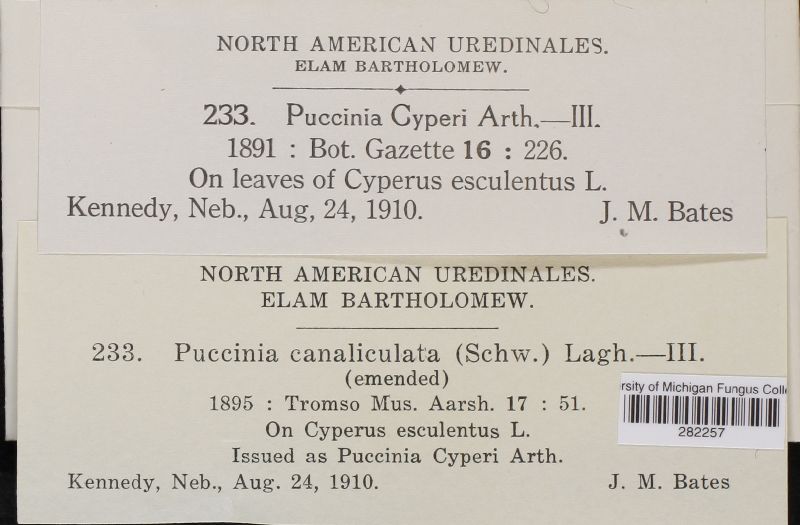 NORTH AMERICAN UREDINALES.
ELAM BARTHOLOMEW.
233. Puccinia Cyperi Arth.—III.
1891 : Bot. Gazette 16 : 226.
On leaves of Cyperus esculentus L.
Kennedy, Neb., Aug, 24, 1910. J. M. Bates
NORTH AMERICAN UREDINALES.
ELAM BARTHOLOMEW.
233. Puccinia canaliculata (Schw.) Lagh.—III.
(emended)
1895 : Tromso Mus. Aarsh. 17 : 51.
On Cyperus esculentus L.
Issued as Puccinia Cyperi Arth.
Kennedy, Neb., Aug. 24, 1910. J. M. Bates
rsity of Michigan Fungus Colle
282257